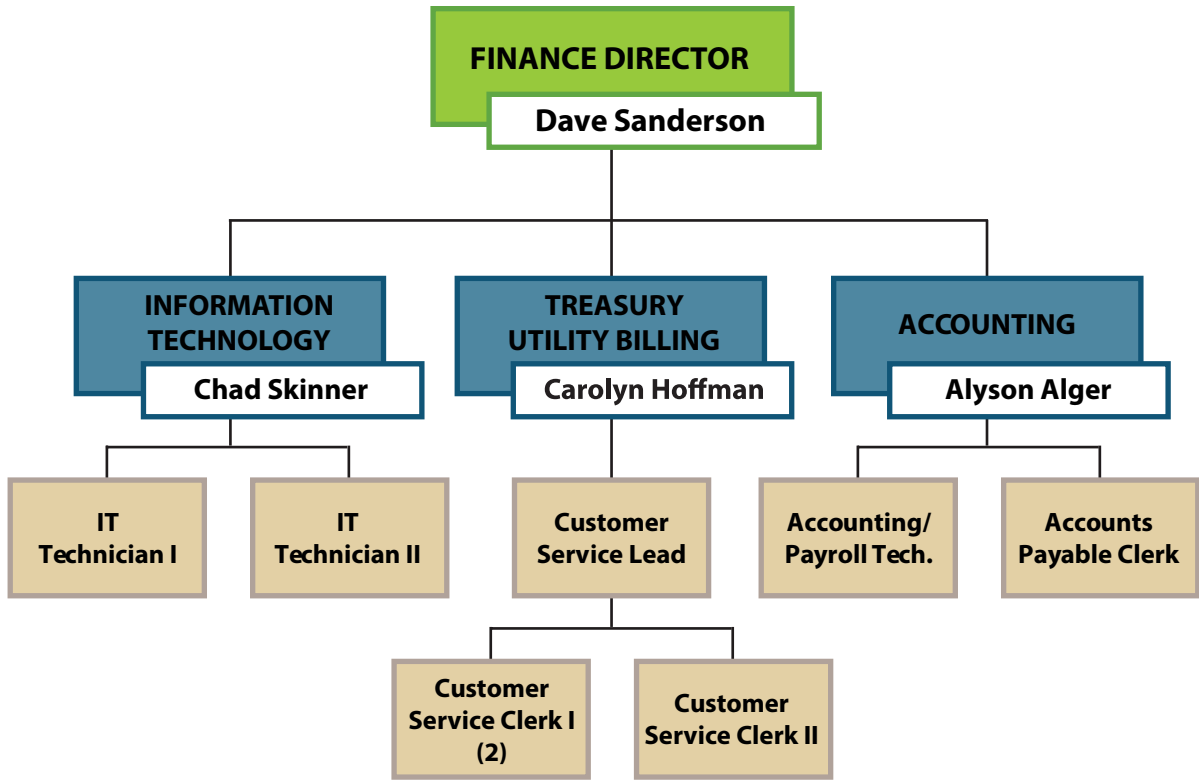 FINANCE DIRECTOR
Dave Sanderson
INFORMATION
TECHNOLOGY
Chad Skinner
TREASURY
UTILITY BILLING
Carolyn Hoffman
ACCOUNTING
Alyson Alger
IT
Technician I
IT
Technician II
Customer
Service Lead
Accounting/
Payroll Tech.
Accounts
Payable Clerk
Customer
Service Clerk I
(2)
Customer
Service Clerk II